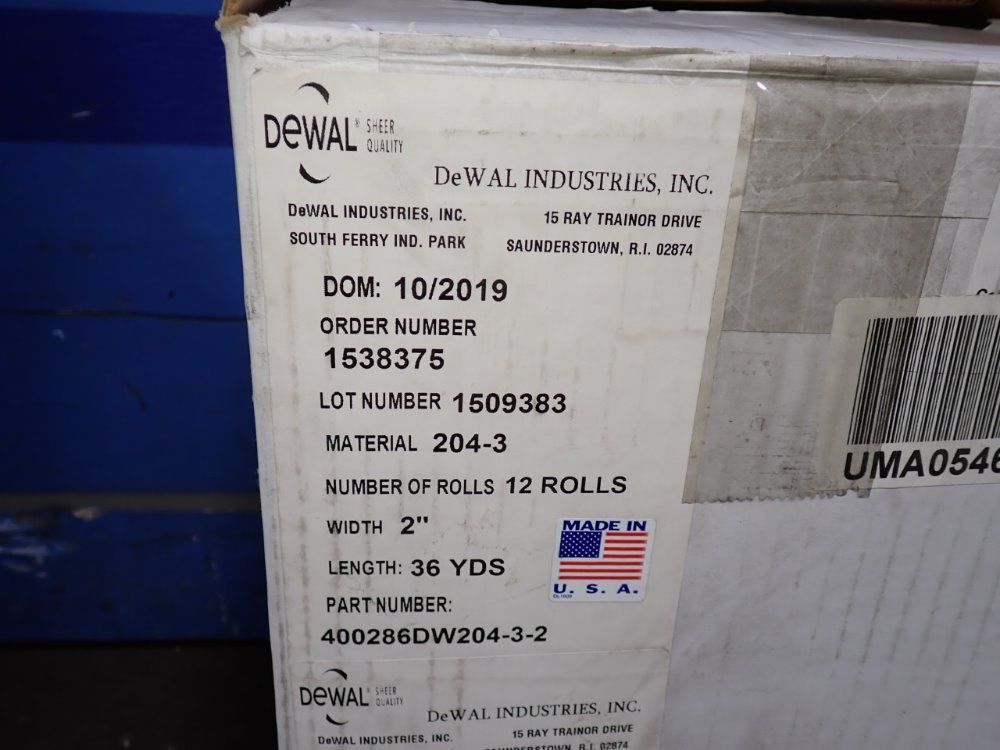 DeWAL® SHEER QUALITY
DeWAL INDUSTRIES, INC.
DeWAL INDUSTRIES, INC. 15 RAY TRAINOR DRIVE
SOUTH FERRY IND. PARK SAUNDERSTOWN, R.I. 02874
DOM: 10/2019
ORDER NUMBER
1538375
LOT NUMBER 1509383
MATERIAL 204-3
NUMBER OF ROLLS 12 ROLLS
WIDTH 2"
LENGTH: 36 YDS
PART NUMBER:
400286DW204-3-2
MADE IN
U. S. A.
UMA0546
DeWAL® SHEER QUALITY
DeWAL INDUSTRIES, INC.
DeWAL INDUSTRIES, INC. 15 RAY TRAINOR DRIVE
SAUNDERSTOWN, R.I. 02874